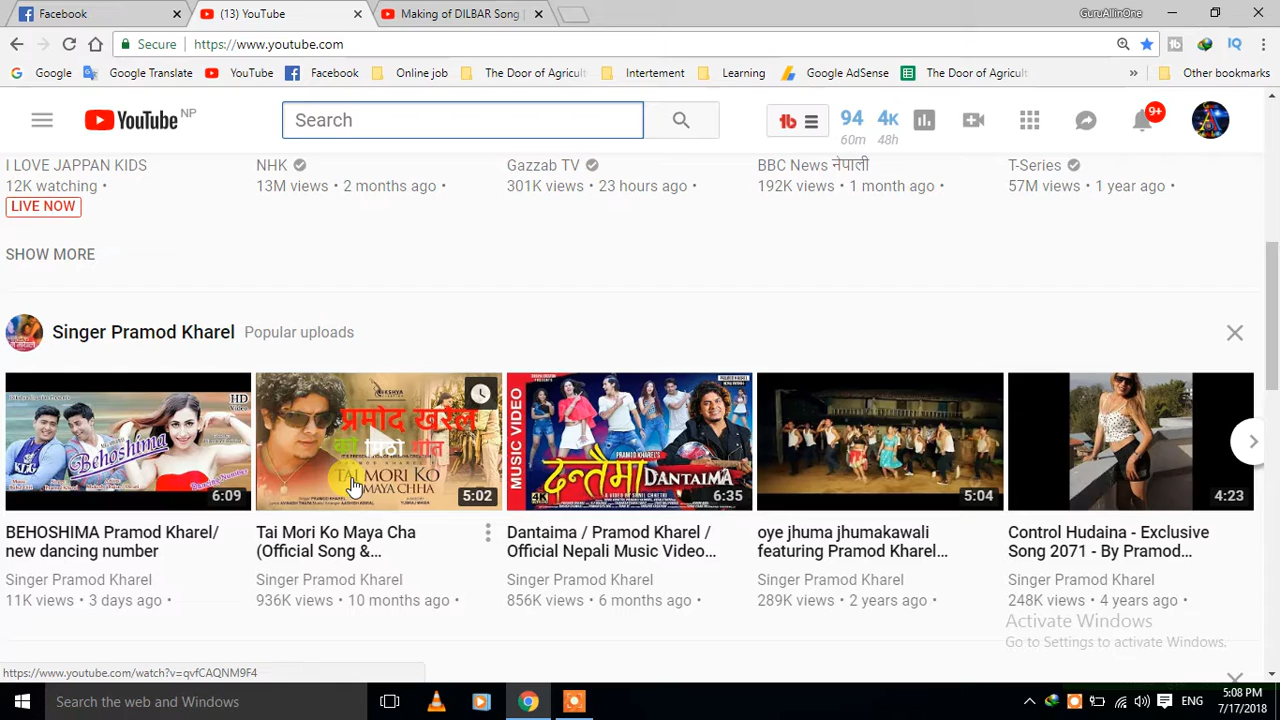 Facebook
(13) YouTube
Making of DILBAR Song
GuruAllinOne
Secure
https://www.youtube.com
Google
Google Translate
YouTube
Facebook
Online job
The Door of Agricult
Intertement
Learning
Google AdSense
The Door of Agricult
Other bookmarks
YouTube NP
Search
94
60m
4K
48h
9+
I LOVE JAPPAN KIDS
12K watching •
LIVE NOW
NHK
13M views • 2 months ago •
Gazzab TV
301K views • 23 hours ago •
BBC News नेपाली
192K views • 1 month ago •
T-Series
57M views • 1 year ago •
SHOW MORE
Singer Pramod Kharel Popular uploads
HD
Video
Behoshima
6:09
प्रमोद खरेल
को मिठो गीत
TAI MORI KO
MAYA CHHA
5:02
MUSIC VIDEO
PRAMOD KHAREL'S
दन्तैमा
DANTAIMA
4K
6:35
5:04
4:23
BEHOSHIMA Pramod Kharel/
new dancing number
Singer Pramod Kharel
11K views • 3 days ago •
Tai Mori Ko Maya Cha
(Official Song &...
Singer Pramod Kharel
936K views • 10 months ago •
Dantaima / Pramod Kharel /
Official Nepali Music Video...
Singer Pramod Kharel
856K views • 6 months ago •
oye jhuma jhumakawali
featuring Pramod Kharel...
Singer Pramod Kharel
289K views • 2 years ago •
Control Hudaina - Exclusive
Song 2071 - By Pramod...
Singer Pramod Kharel
248K views • 4 years ago •
Activate Windows
Go to Settings to activate Windows.
https://www.youtube.com/watch?v=qvfCAQNM9F4
Search the web and Windows
ENG
5:08 PM
7/17/2018